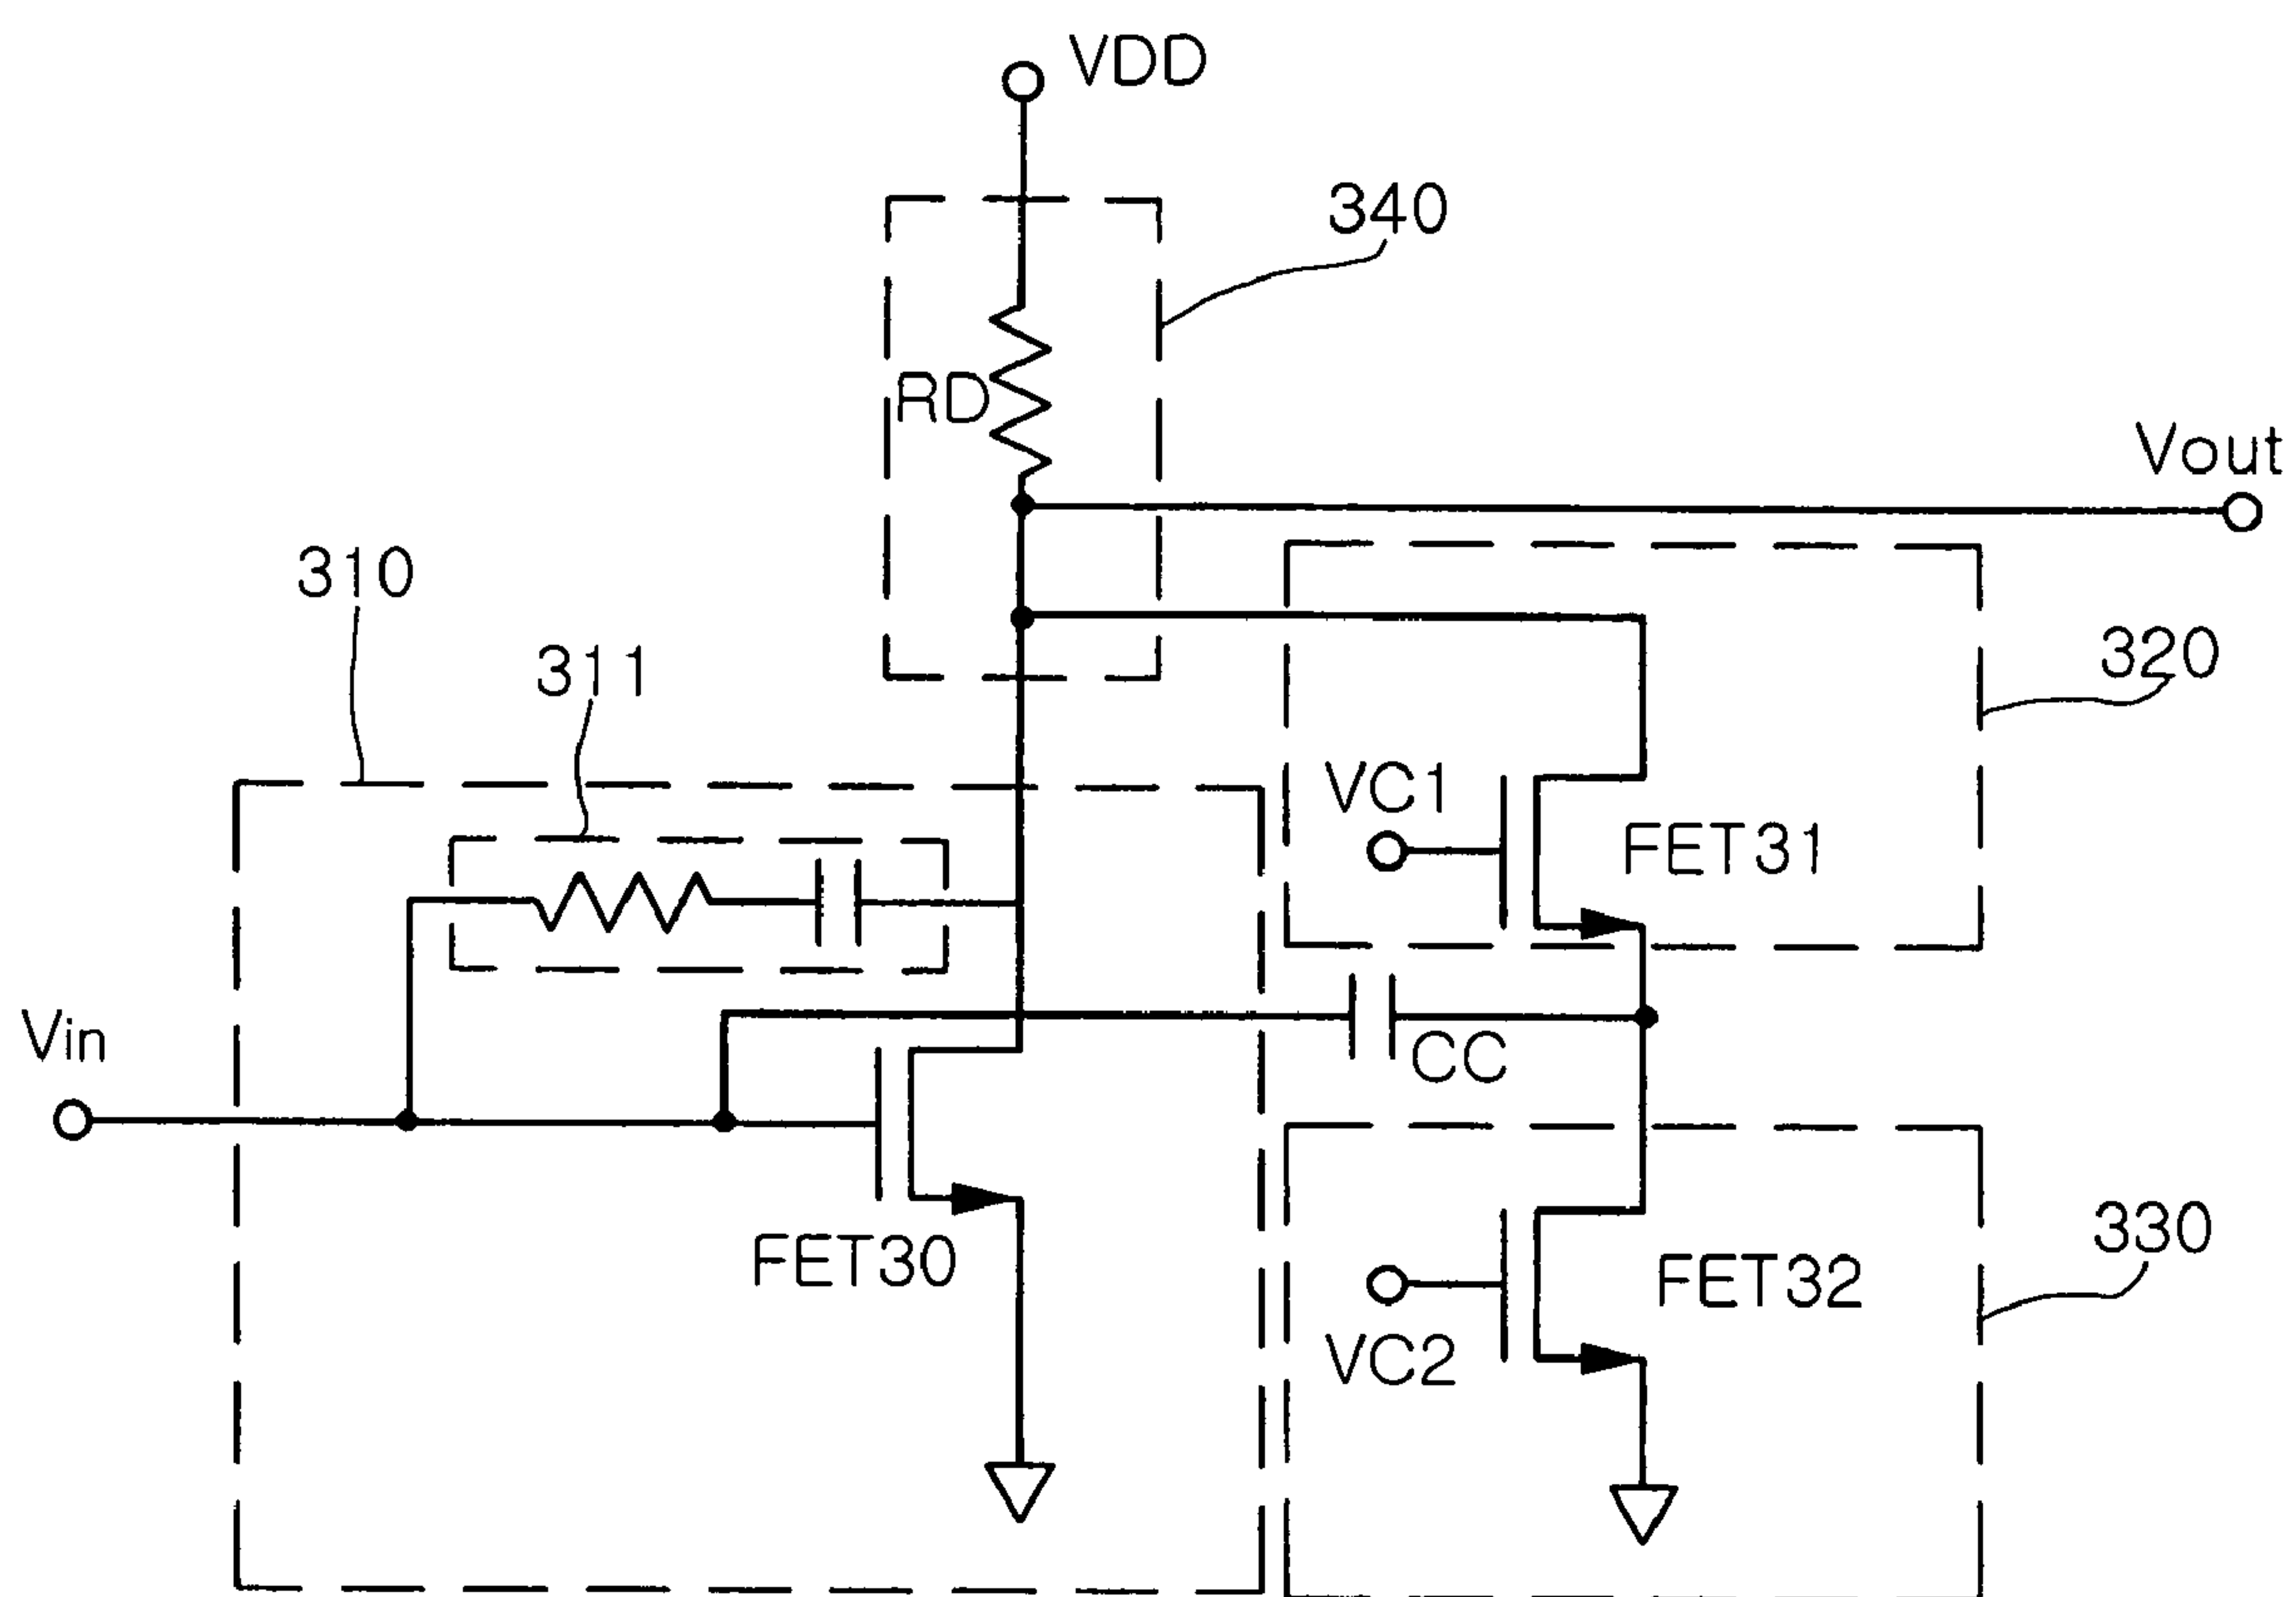 VDD
340
RD
Vout
310
311
320
VC1
FET31
Vin
CC
FET30
FET32
330
VC2